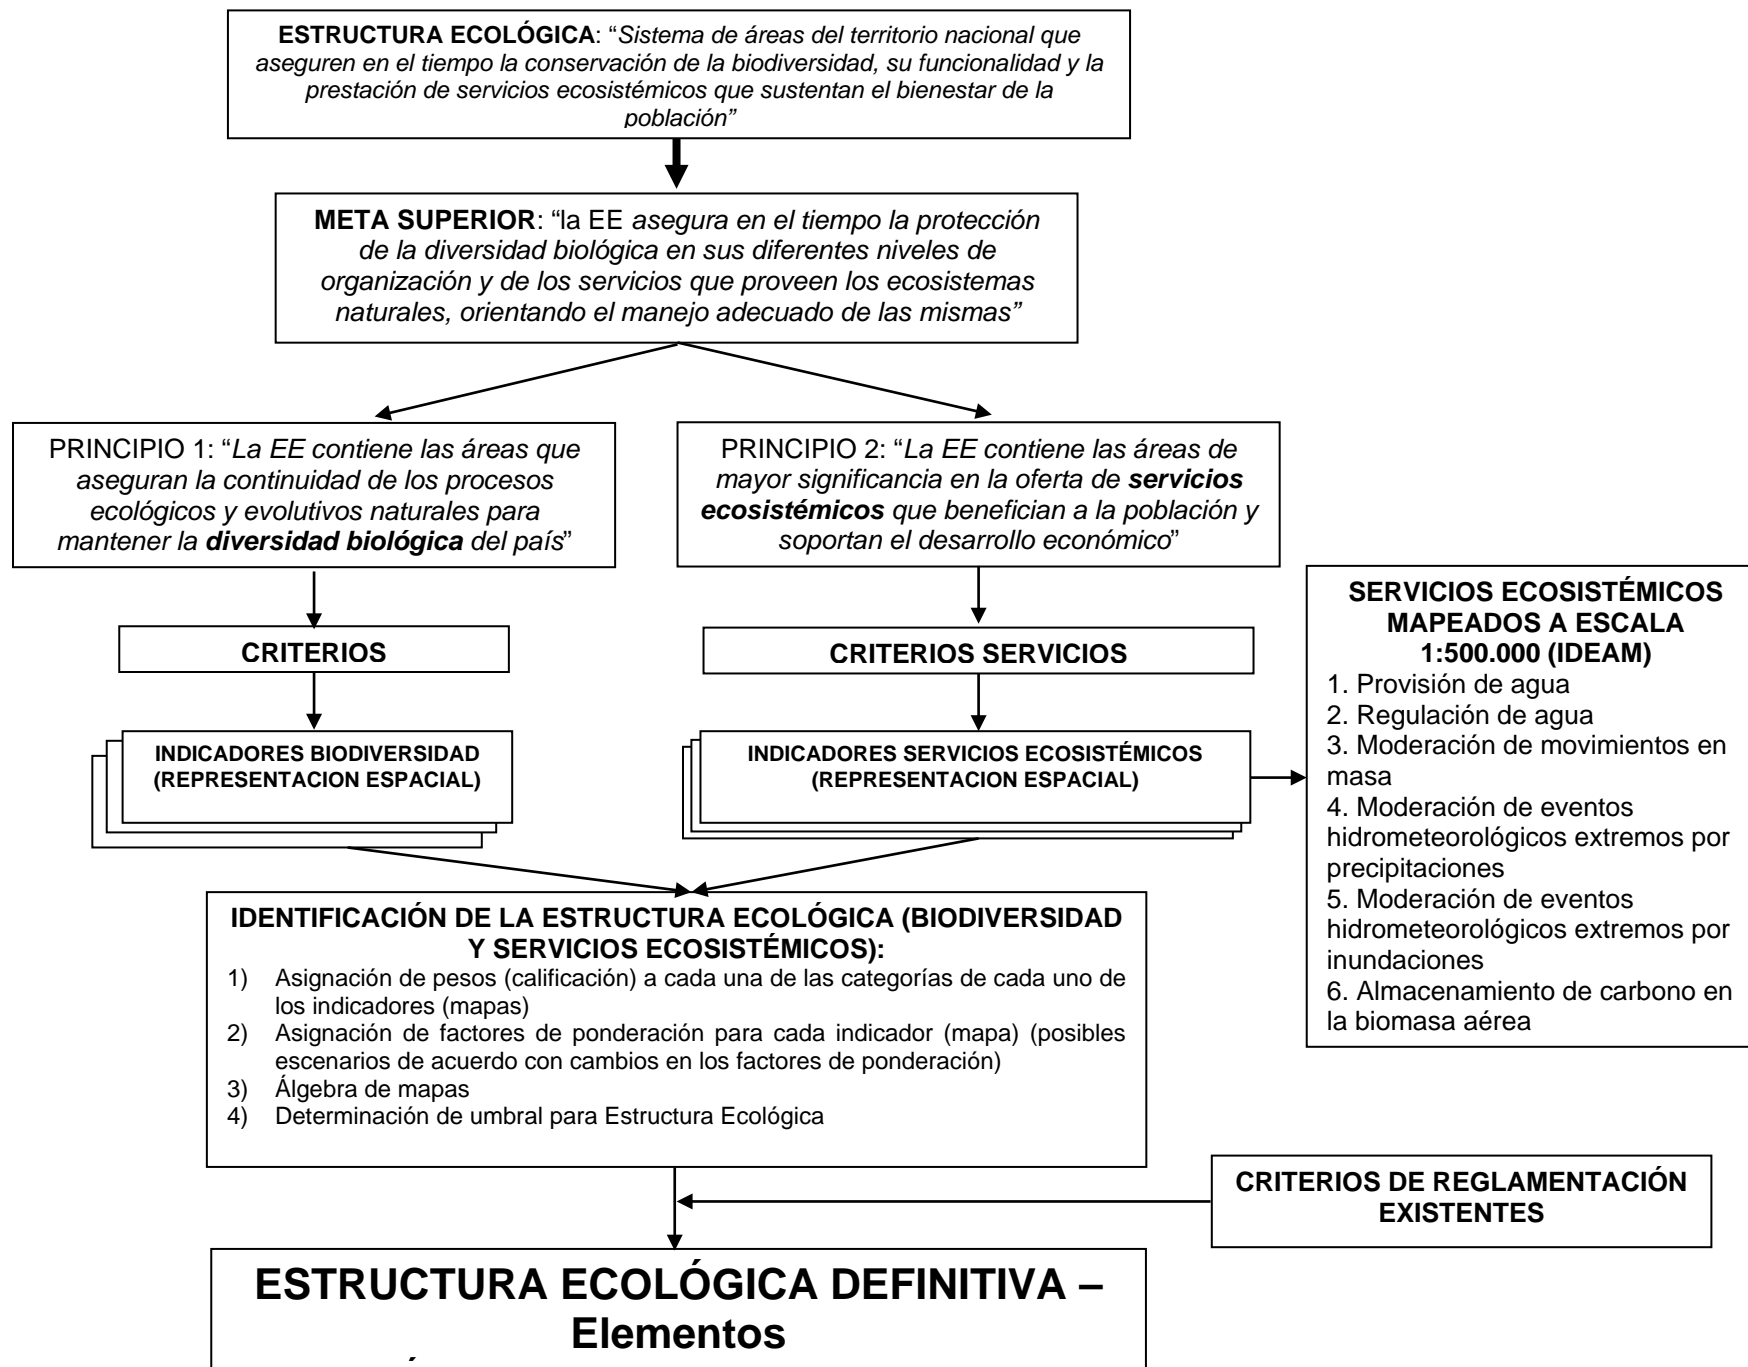 ESTRUCTURA ECOLÓGICA: “Sistema de áreas del territorio nacional que
aseguren en el tiempo la conservación de la biodiversidad, su funcionalidad y la
prestación de servicios ecosistémicos que sustentan el bienestar de la
población”
META SUPERIOR: “la EE asegura en el tiempo la protección
de la diversidad biológica en sus diferentes niveles de
organización y de los servicios que proveen los ecosistemas
naturales, orientando el manejo adecuado de las mismas”
PRINCIPIO 1: “La EE contiene las áreas que
aseguran la continuidad de los procesos
ecológicos y evolutivos naturales para
mantener la diversidad biológica del país”
PRINCIPIO 2: “La EE contiene las áreas de
mayor significancia en la oferta de servicios
ecosistémicos que benefician a la población y
soportan el desarrollo económico”
CRITERIOS
CRITERIOS SERVICIOS
INDICADORES BIODIVERSIDAD
(REPRESENTACION ESPACIAL)
INDICADORES SERVICIOS ECOSISTÉMICOS
(REPRESENTACION ESPACIAL)
SERVICIOS ECOSISTÉMICOS
MAPEADOS A ESCALA
1:500.000 (IDEAM)
1. Provisión de agua
2. Regulación de agua
3. Moderación de movimientos en
masa
4. Moderación de eventos
hidrometeorológicos extremos por
precipitaciones
5. Moderación de eventos
hidrometeorológicos extremos por
inundaciones
6. Almacenamiento de carbono en
la biomasa aérea
IDENTIFICACIÓN DE LA ESTRUCTURA ECOLÓGICA (BIODIVERSIDAD
Y SERVICIOS ECOSISTÉMICOS):
1) Asignación de pesos (calificación) a cada una de las categorías de cada uno de
los indicadores (mapas)
2) Asignación de factores de ponderación para cada indicador (mapa) (posibles
escenarios de acuerdo con cambios en los factores de ponderación)
3) Álgebra de mapas
4) Determinación de umbral para Estructura Ecológica
CRITERIOS DE REGLAMENTACIÓN
EXISTENTES
ESTRUCTURA ECOLÓGICA DEFINITIVA –
Elementos